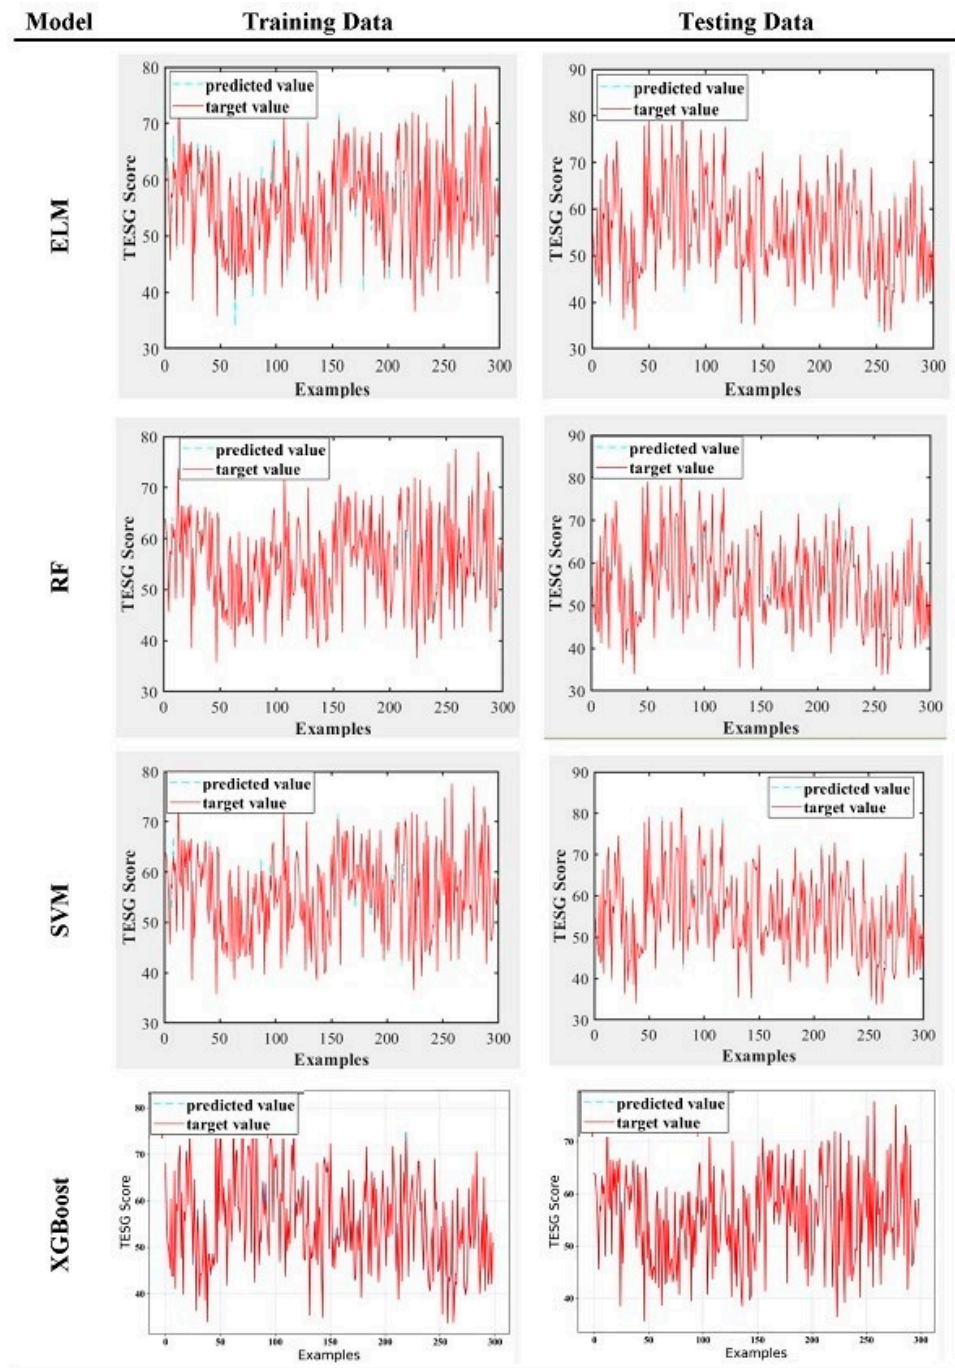 Model Training Data Testing Data
ELM
TESG Score
80
70
60
50
40
30
predicted value
target value
0 50 100 150 200 250 300
Examples
TESG Score
90
80
70
60
50
40
30
predicted value
target value
0 50 100 150 200 250 300
Examples
RF
TESG Score
80
70
60
50
40
30
predicted value
target value
0 50 100 150 200 250 300
Examples
TESG Score
90
80
70
60
50
40
30
predicted value
target value
0 50 100 150 200 250 300
Examples
SVM
TESG Score
80
70
60
50
40
30
predicted value
target value
0 50 100 150 200 250 300
Examples
TESG Score
90
80
70
60
50
40
30
predicted value
target value
0 50 100 150 200 250 300
Examples
XGBoost
TESG Score
80
70
60
50
40
predicted value
target value
0 50 100 150 200 250 300
Examples
TESG Score
70
60
50
40
predicted value
target value
0 50 100 150 200 250 300
Examples